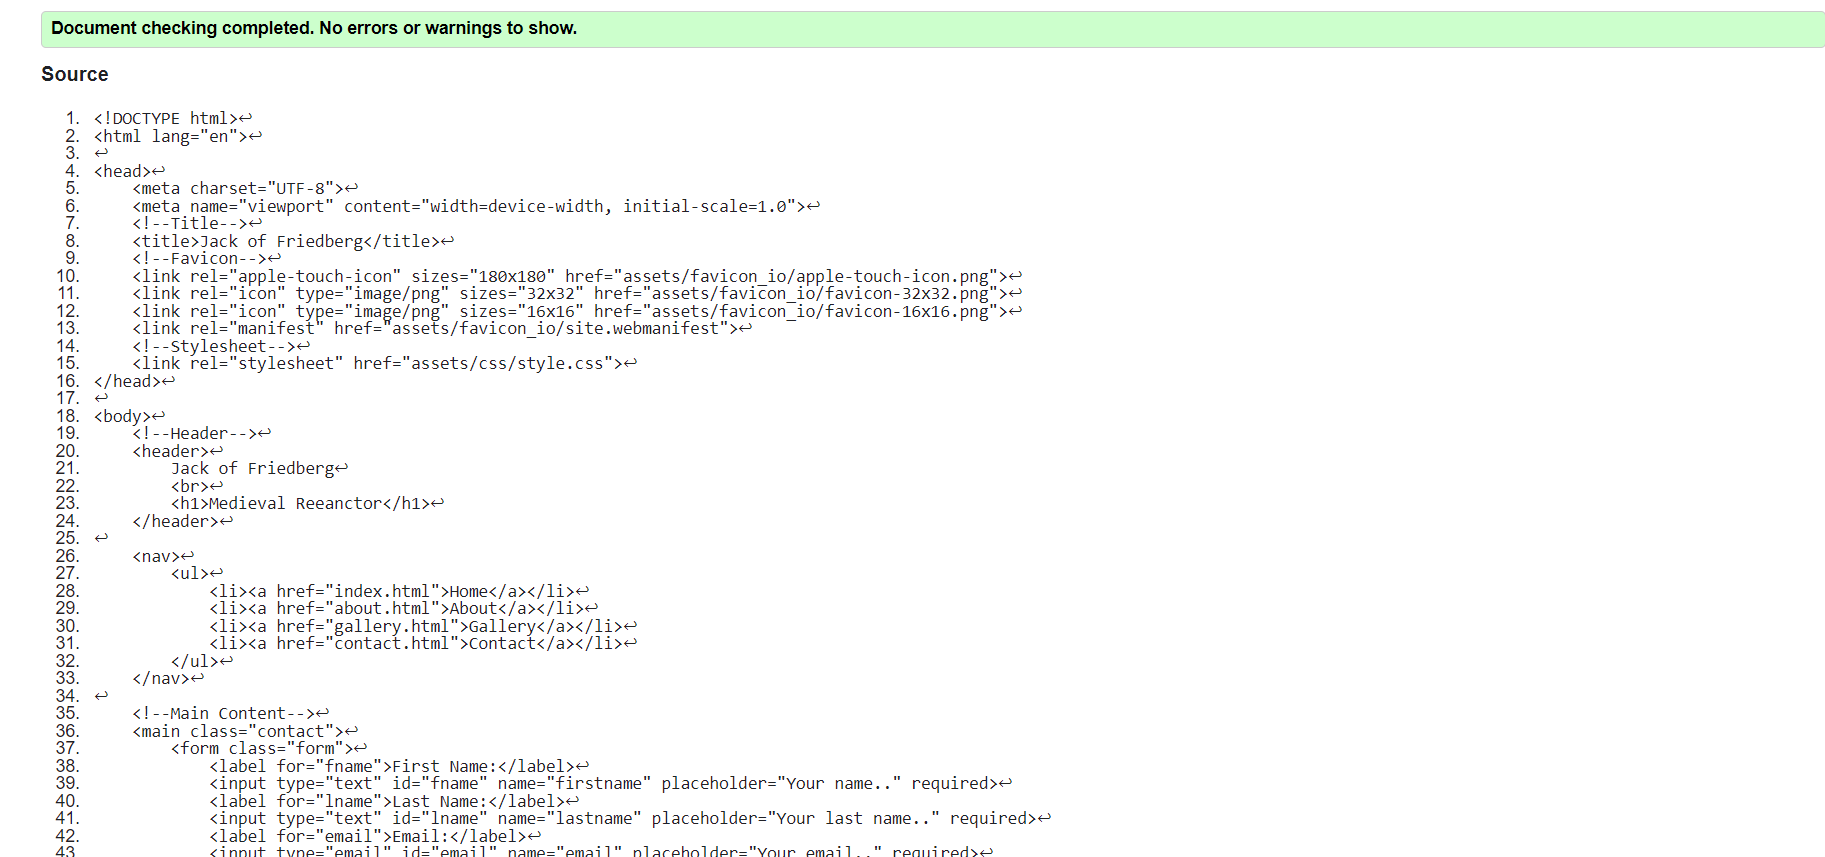 Document checking completed. No errors or warnings to show.
Source
1. <!DOCTYPE html>↩
2. <html lang="en">↩
3. ↩
4. <head>↩
5.     <meta charset="UTF-8">↩
6.     <meta name="viewport" content="width=device-width, initial-scale=1.0">↩
7.     <!--Title-->↩
8.     <title>Jack of Friedberg</title>↩
9.     <!--Favicon-->↩
10.     <link rel="apple-touch-icon" sizes="180x180" href="assets/favicon_io/apple-touch-icon.png">↩
11.     <link rel="icon" type="image/png" sizes="32x32" href="assets/favicon_io/favicon-32x32.png">↩
12.     <link rel="icon" type="image/png" sizes="16x16" href="assets/favicon_io/favicon-16x16.png">↩
13.     <link rel="manifest" href="assets/favicon_io/site.webmanifest">↩
14.     <!--Stylesheet-->↩
15.     <link rel="stylesheet" href="assets/css/style.css">↩
16. </head>↩
17. ↩
18. <body>↩
19.     <!--Header-->↩
20.     <header>↩
21.         Jack of Friedberg↩
22.         <br>↩
23.         <h1>Medieval Reeanctor</h1>↩
24.     </header>↩
25. ↩
26.     <nav>↩
27.         <ul>↩
28.             <li><a href="index.html">Home</a></li>↩
29.             <li><a href="about.html">About</a></li>↩
30.             <li><a href="gallery.html">Gallery</a></li>↩
31.             <li><a href="contact.html">Contact</a></li>↩
32.         </ul>↩
33.     </nav>↩
34. ↩
35.     <!--Main Content-->↩
36.     <main class="contact">↩
37.         <form class="form">↩
38.             <label for="fname">First Name:</label>↩
39.             <input type="text" id="fname" name="firstname" placeholder="Your name.." required>↩
40.             <label for="lname">Last Name:</label>↩
41.             <input type="text" id="lname" name="lastname" placeholder="Your last name.." required>↩
42.             <label for="email">Email:</label>↩
43.             <input type="email" id="email" name="email" placeholder="Your email.." required>↩